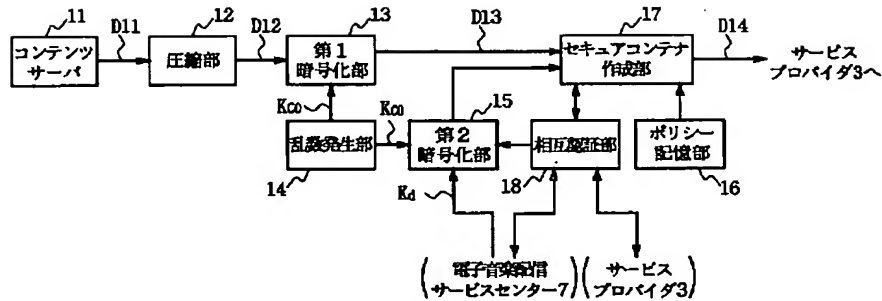 11
コンテンツ
サーバ
D11
12
圧縮部
D12
13
第1
暗号化部
D13
17
セキュアコンテナ
作成部
D14
サービス
プロバイダ3へ
Kco
14
乱数発生部
Kco
15
第2
暗号化部
18
相互認証部
16
ポリシー
記憶部
Kd
(電子音楽配信
サービスセンター7)
(サービス
プロバイダ3)